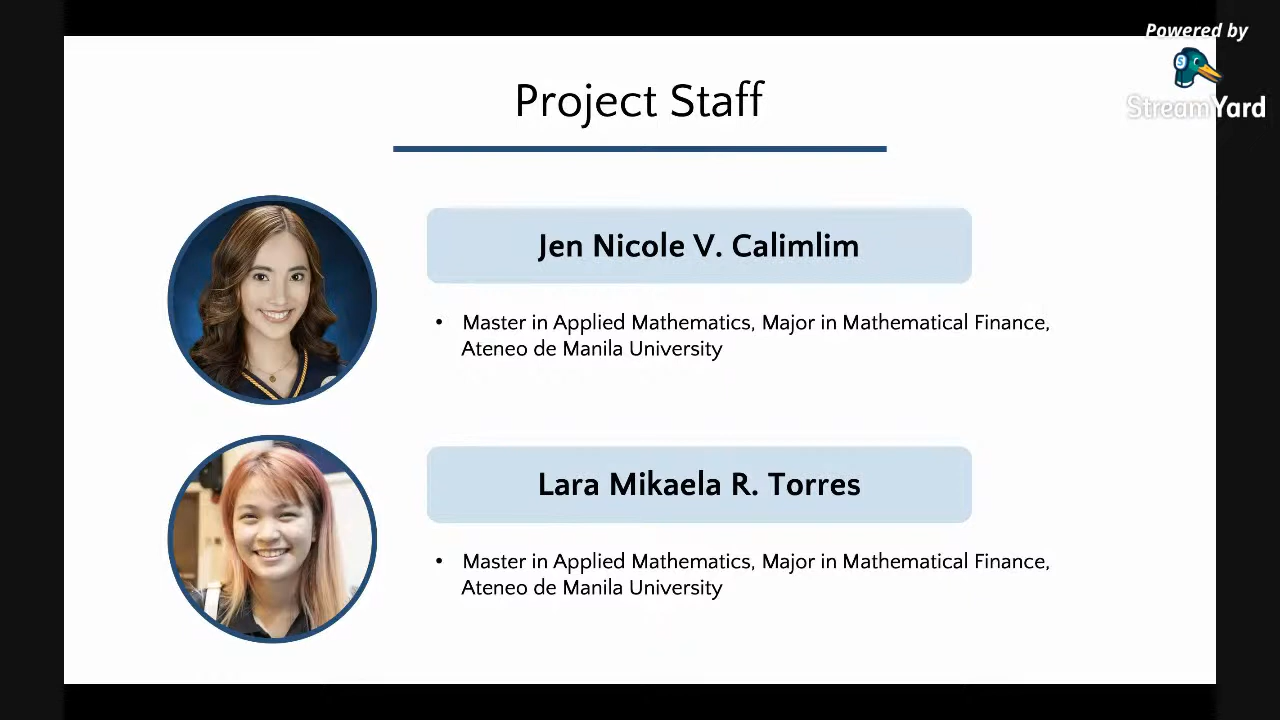 Powered by
StreamYard
Project Staff
Jen Nicole V. Calimlim
• Master in Applied Mathematics, Major in Mathematical Finance,
Ateneo de Manila University
Lara Mikaela R. Torres
• Master in Applied Mathematics, Major in Mathematical Finance,
Ateneo de Manila University